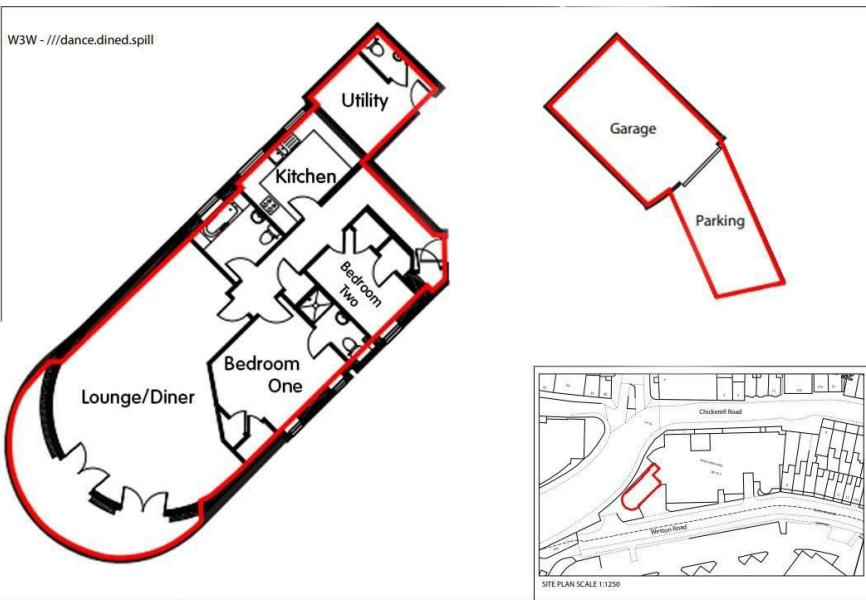 W3W - ///dance.dined.spill
Utility
Kitchen
Bedroom
Two
Bedroom
One
Lounge/Diner
Garage
Parking
Chickerell Road
Weston Road
SITE PLAN SCALE 1:1250